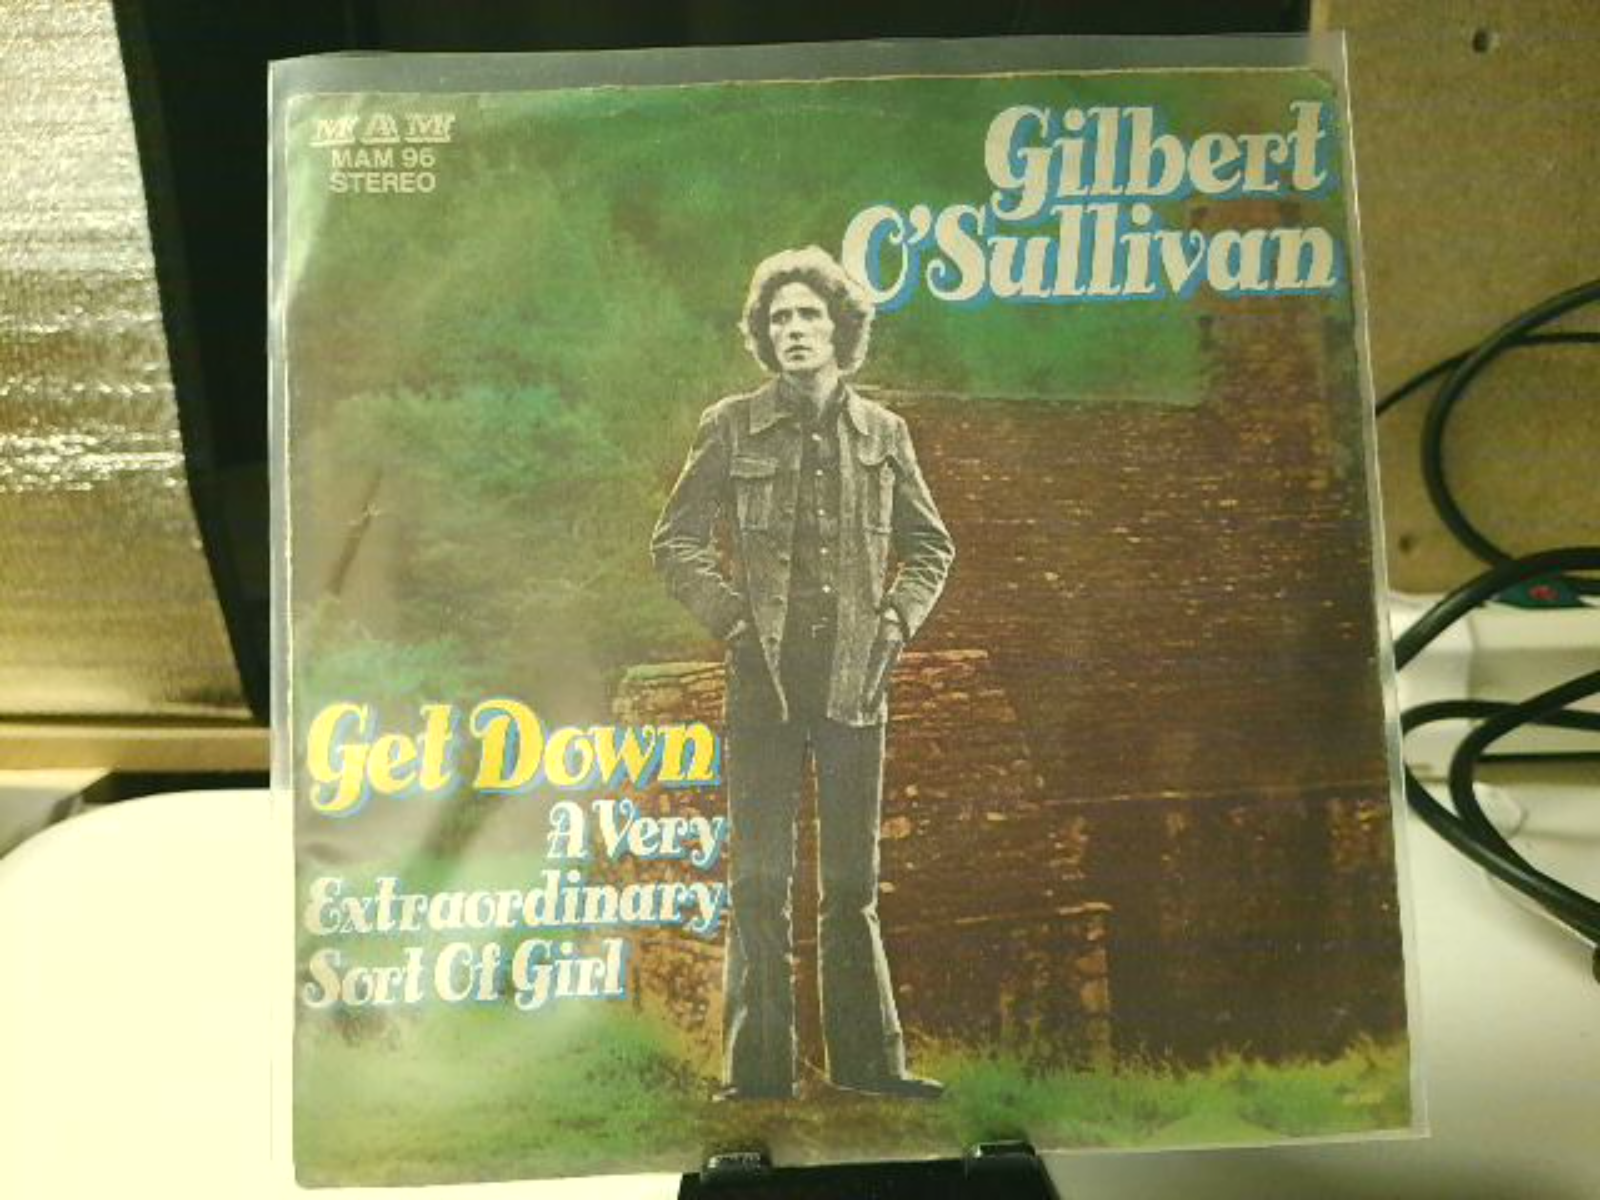 MAM
MAM 96
STEREO
Gilbert
O'Sullivan
Get Down
A Very
Extraordinary
Sort Of Girl